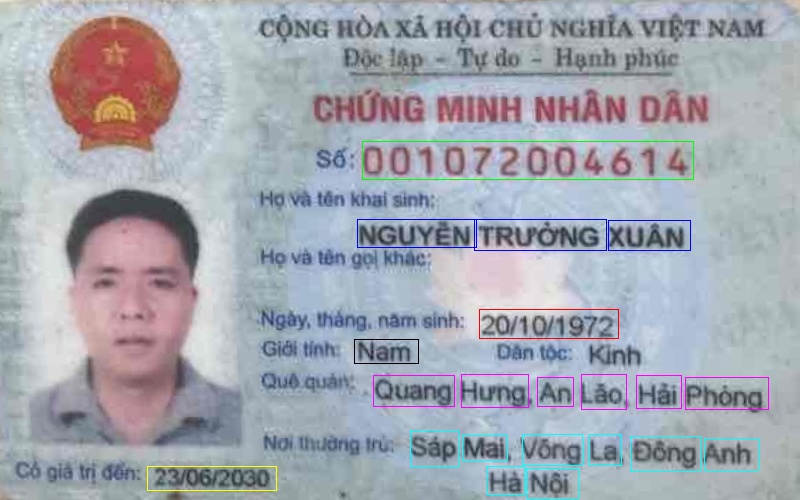 CỘNG HÒA XÃ HỘI CHỦ NGHĨA VIỆT NAM
Độc lập - Tự do - Hạnh phúc
CHỨNG MINH NHÂN DÂN
Số: 001072004614
Họ và tên khai sinh:
NGUYỄN TRƯỜNG XUÂN
Họ và tên gọi khác:
Ngày, tháng, năm sinh: 20/10/1972
Giới tính: Nam Dân tộc: Kinh
Quê quán: Quang Hưng, An Lão, Hải Phòng
Nơi thường trú: Sáp Mai, Võng La, Đông Anh
Hà Nội
Có giá trị đến: 23/06/2030